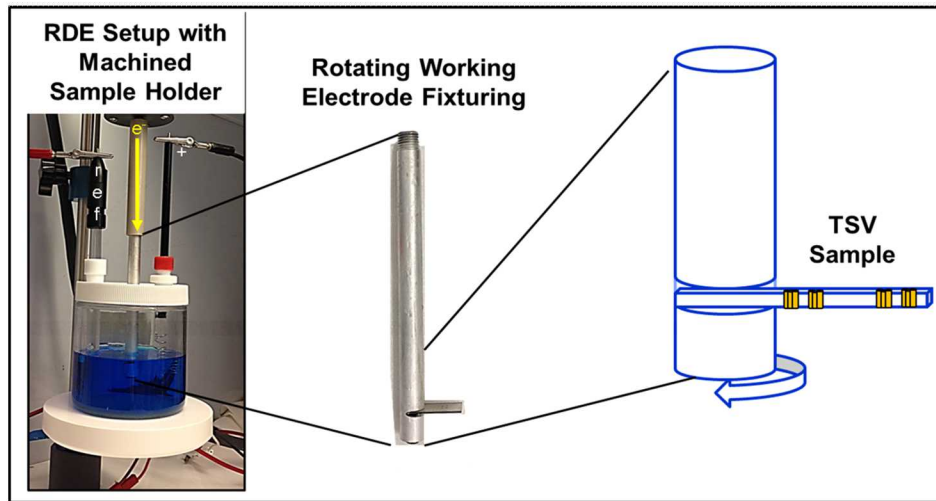 RDE Setup with
Machined
Sample Holder
Rotating Working
Electrode Fixturing
TSV
Sample
e
+
r
e
f